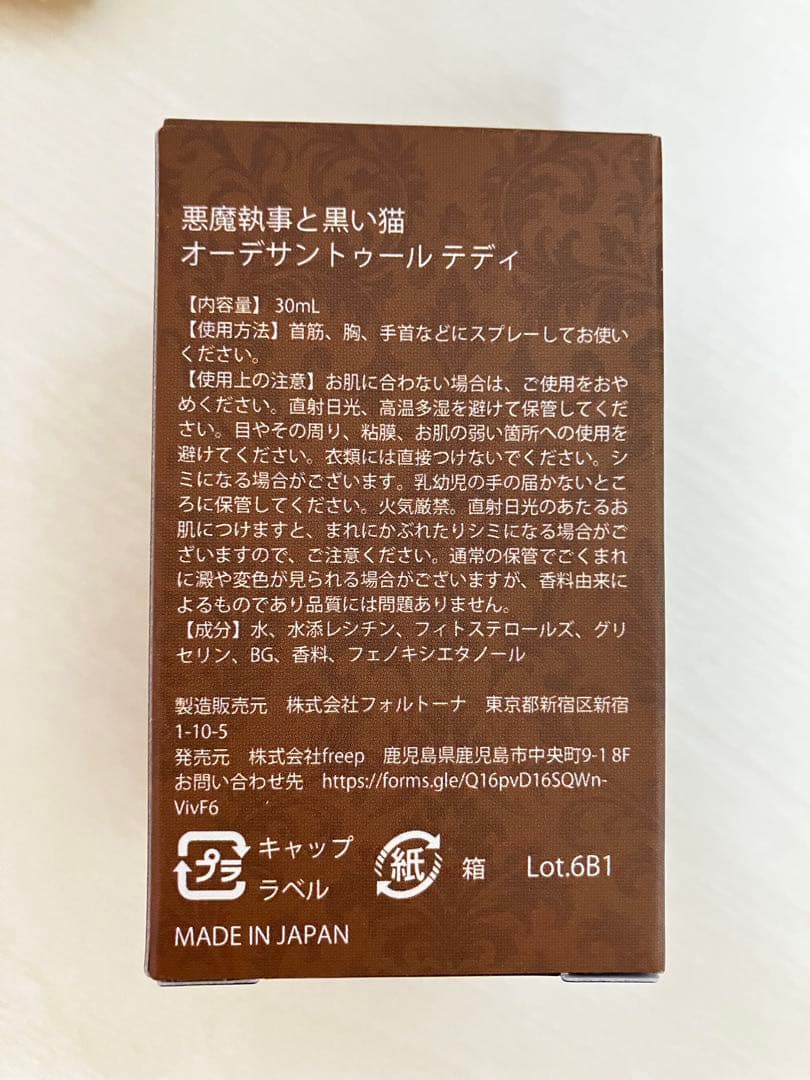 悪魔執事と黒い猫
オーデサントゥール テディ
【内容量】 30mL
【使用方法】首筋、胸、手首などにスプレーしてお使い
ください。
【使用上の注意】お肌に合わない場合は、ご使用をおや
めください。直射日光、高温多湿を避けて保管してくだ
さい。目やその周り、粘膜、お肌の弱い箇所への使用を
避けてください。衣類には直接つけないでください。シ
ミになる場合がございます。乳幼児の手の届かないとこ
ろに保管してください。火気厳禁。直射日光のあたるお
肌につけますと、まれにかぶれたりシミになる場合がご
ざいますので、ご注意ください。通常の保管でごくまれ
に澱や変色が見られる場合がございますが、香料由来に
よるものであり品質には問題ありません。
【成分】水、水添レシチン、フィトステロールズ、グリ
セリン、BG、香料、フェノキシエタノール
製造販売元 株式会社フォルトーナ 東京都新宿区新宿
1-10-5
発売元 株式会社freep 鹿児島県鹿児島市中央町9-1 8F
お問い合わせ先 https://forms.gle/Q16pvD16SQWn-
VivF6
プラ キャップ
ラベル
紙 箱 Lot.6B1
MADE IN JAPAN